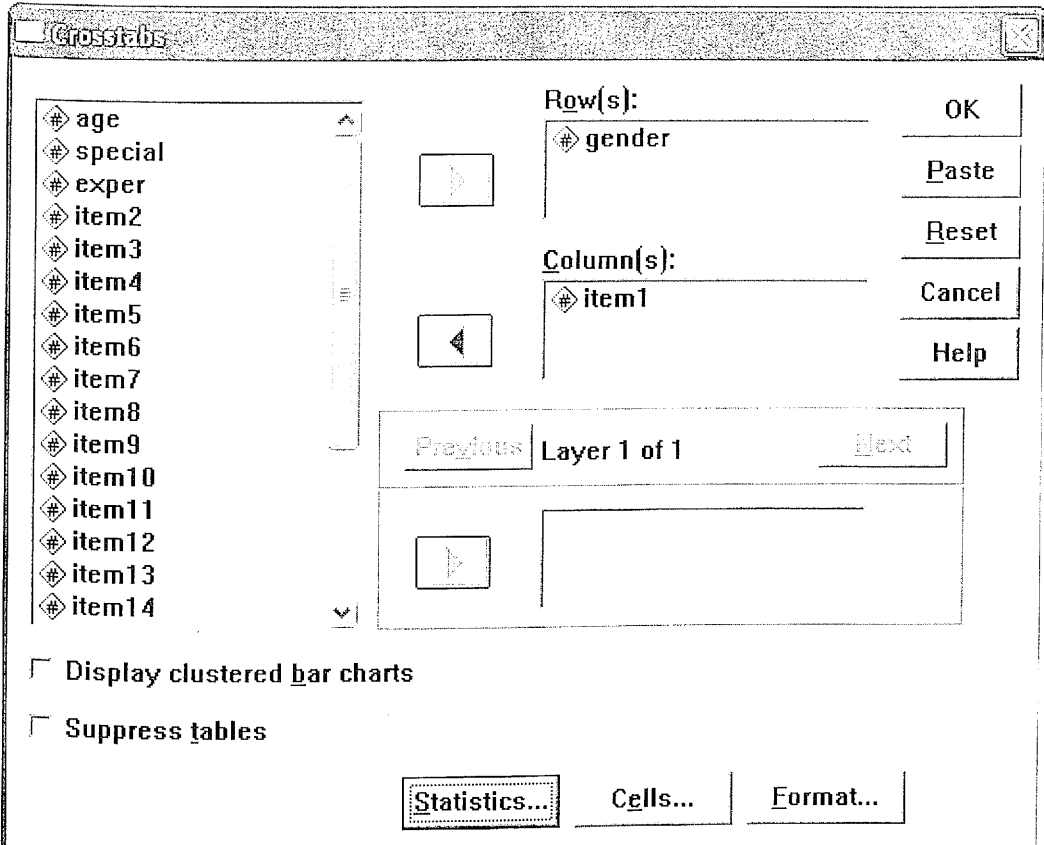 Crosstabs
age
special
exper
item2
item3
item4
item5
item6
item7
item8
item9
item10
item11
item12
item13
item14
Row(s):
gender
Column(s):
item1
OK
Paste
Reset
Cancel
Help
Previous Layer 1 of 1 Next
Display clustered bar charts
Suppress tables
Statistics... Cells... Format...